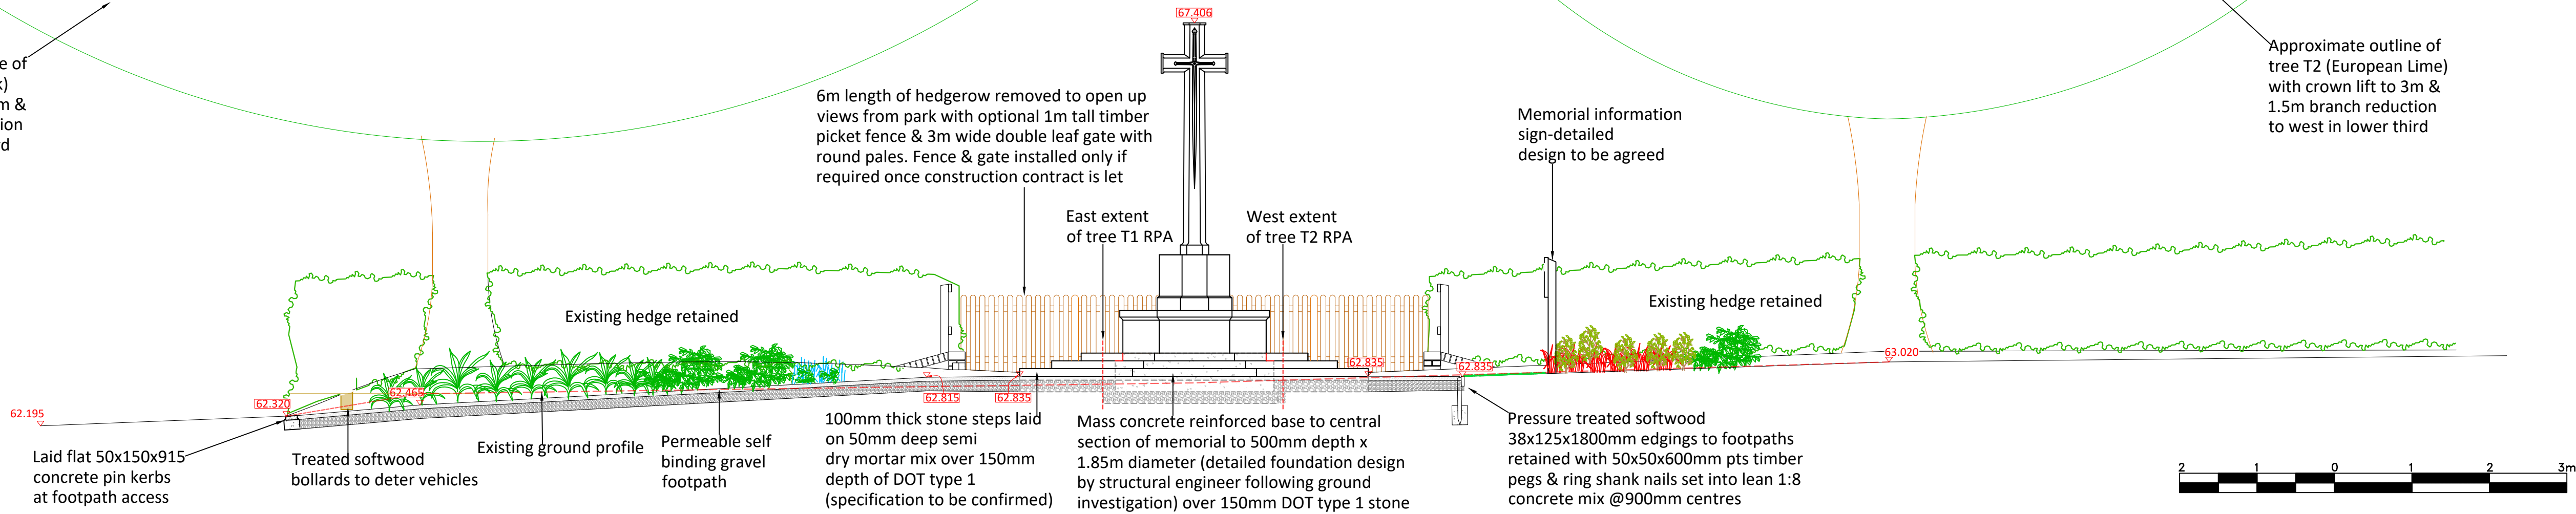 e of
k)
m &
tion
rd
67.406
6m length of hedgerow removed to open up
views from park with optional 1m tall timber
picket fence & 3m wide double leaf gate with
round pales. Fence & gate installed only if
required once construction contract is let
East extent
of tree T1 RPA
West extent
of tree T2 RPA
Memorial information
sign-detailed
design to be agreed
Approximate outline of
tree T2 (European Lime)
with crown lift to 3m &
1.5m branch reduction
to west in lower third
Existing hedge retained
Existing hedge retained
62.195
62.320
62.465
62.815
62.835
62.835
62.835
63.020
Laid flat 50x150x915
concrete pin kerbs
at footpath access
Treated softwood
bollards to deter vehicles
Existing ground profile
Permeable self
binding gravel
footpath
100mm thick stone steps laid
on 50mm deep semi
dry mortar mix over 150mm
depth of DOT type 1
(specification to be confirmed)
Mass concrete reinforced base to central
section of memorial to 500mm depth x
1.85m diameter (detailed foundation design
by structural engineer following ground
investigation) over 150mm DOT type 1 stone
Pressure treated softwood
38x125x1800mm edgings to footpaths
retained with 50x50x600mm pts timber
pegs & ring shank nails set into lean 1:8
concrete mix @900mm centres
2 1 0 1 2 3m